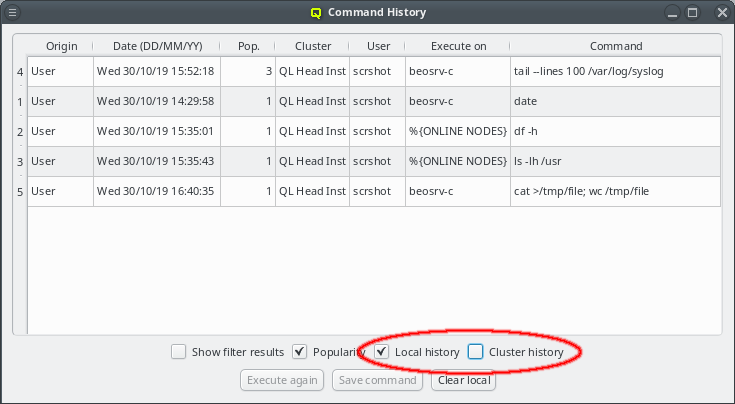 Command History
Origin Date (DD/MM/YY) Pop. Cluster User Execute on Command
4 User Wed 30/10/19 15:52:18 3 QL Head Inst scrshot beosrv-c tail --lines 100 /var/log/syslog
1 User Wed 30/10/19 14:29:58 1 QL Head Inst scrshot beosrv-c date
2 User Wed 30/10/19 15:35:01 1 QL Head Inst scrshot %{ONLINE NODES} df -h
3 User Wed 30/10/19 15:35:43 1 QL Head Inst scrshot %{ONLINE NODES} ls -lh /usr
5 User Wed 30/10/19 16:40:35 1 QL Head Inst scrshot beosrv-c cat >/tmp/file; wc /tmp/file
Show filter results Popularity Local history Cluster history
Execute again Save command Clear local